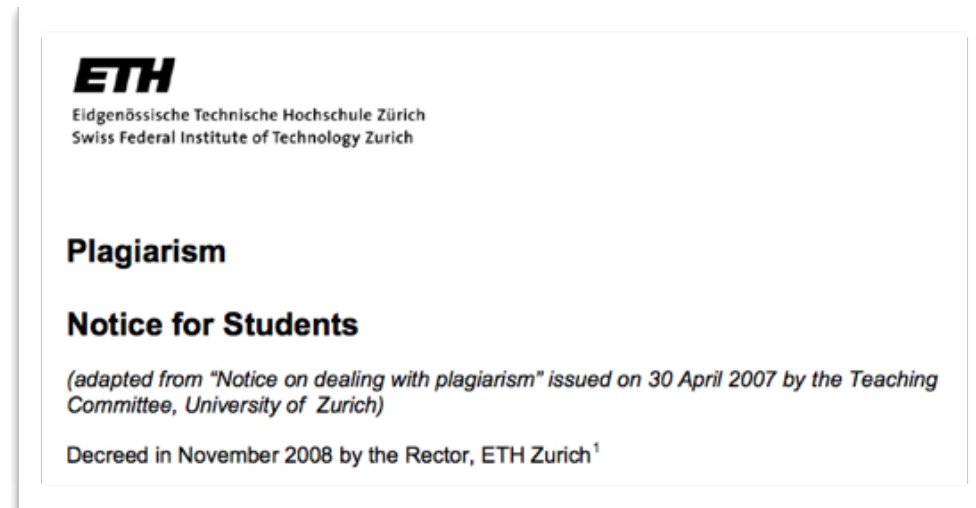 ETH
Eidgenössische Technische Hochschule Zürich
Swiss Federal Institute of Technology Zurich
Plagiarism
Notice for Students
(adapted from “Notice on dealing with plagiarism” issued on 30 April 2007 by the Teaching
Committee, University of Zurich)
Decreed in November 2008 by the Rector, ETH Zurich¹